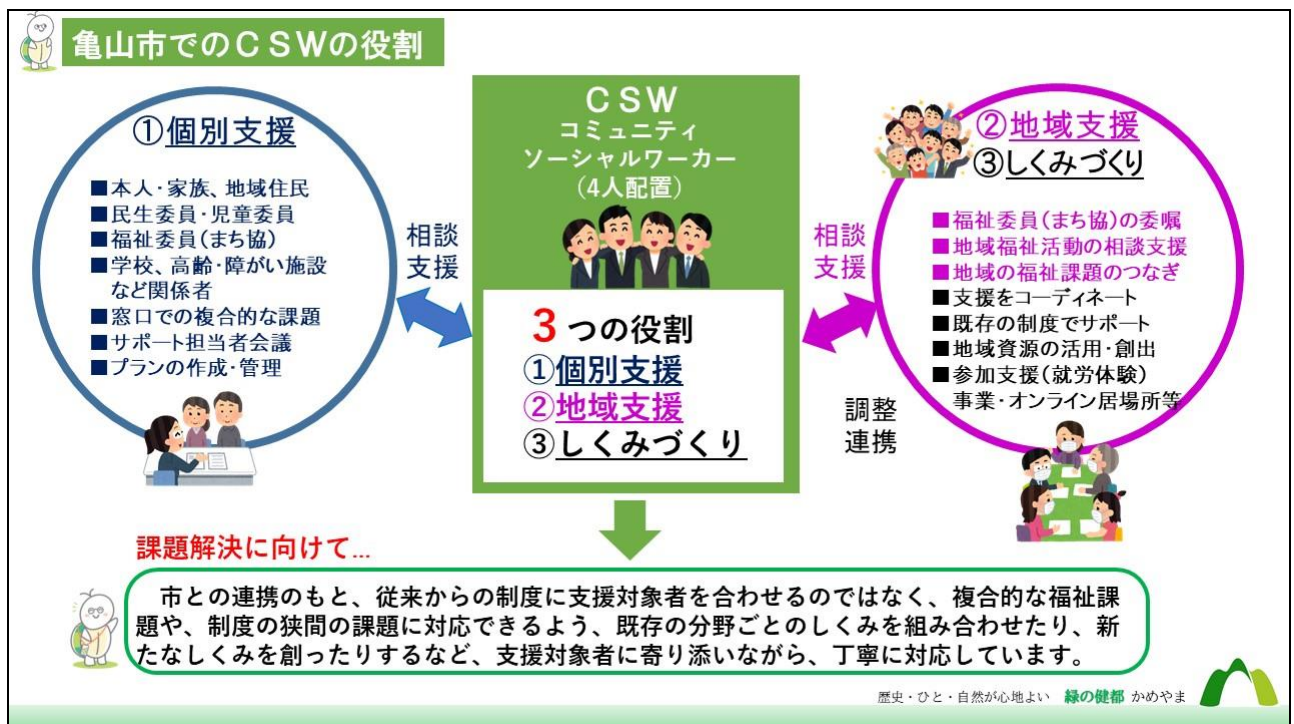 亀山市でのCSWの役割
①個別支援
■本人・家族、地域住民
■民生委員・児童委員
■福祉委員(まち協)
■学校、高齢・障がい施設
など関係者
■窓口での複合的な課題
■サポート担当者会議
■プランの作成・管理
相談
支援
CSW
コミュニティ
ソーシャルワーカー
(4人配置)
3つの役割
①個別支援
②地域支援
③しくみづくり
相談
支援
調整
連携
②地域支援
③しくみづくり
■福祉委員(まち協)の委嘱
■地域福祉活動の相談支援
■地域の福祉課題のつなぎ
■支援をコーディネート
■既存の制度でサポート
■地域資源の活用・創出
■参加支援(就労体験)
事業・オンライン居場所等
課題解決に向けて…
市との連携のもと、従来からの制度に支援対象者を合わせるのではなく、複合的な福祉課
題や、制度の狭間の課題に対応できるよう、既存の分野ごとのしくみを組み合わせたり、新
たなしくみを創ったりするなど、支援対象者に寄り添いながら、丁寧に対応しています。
歴史・ひと・自然が心地よい 緑の健都 かめやま